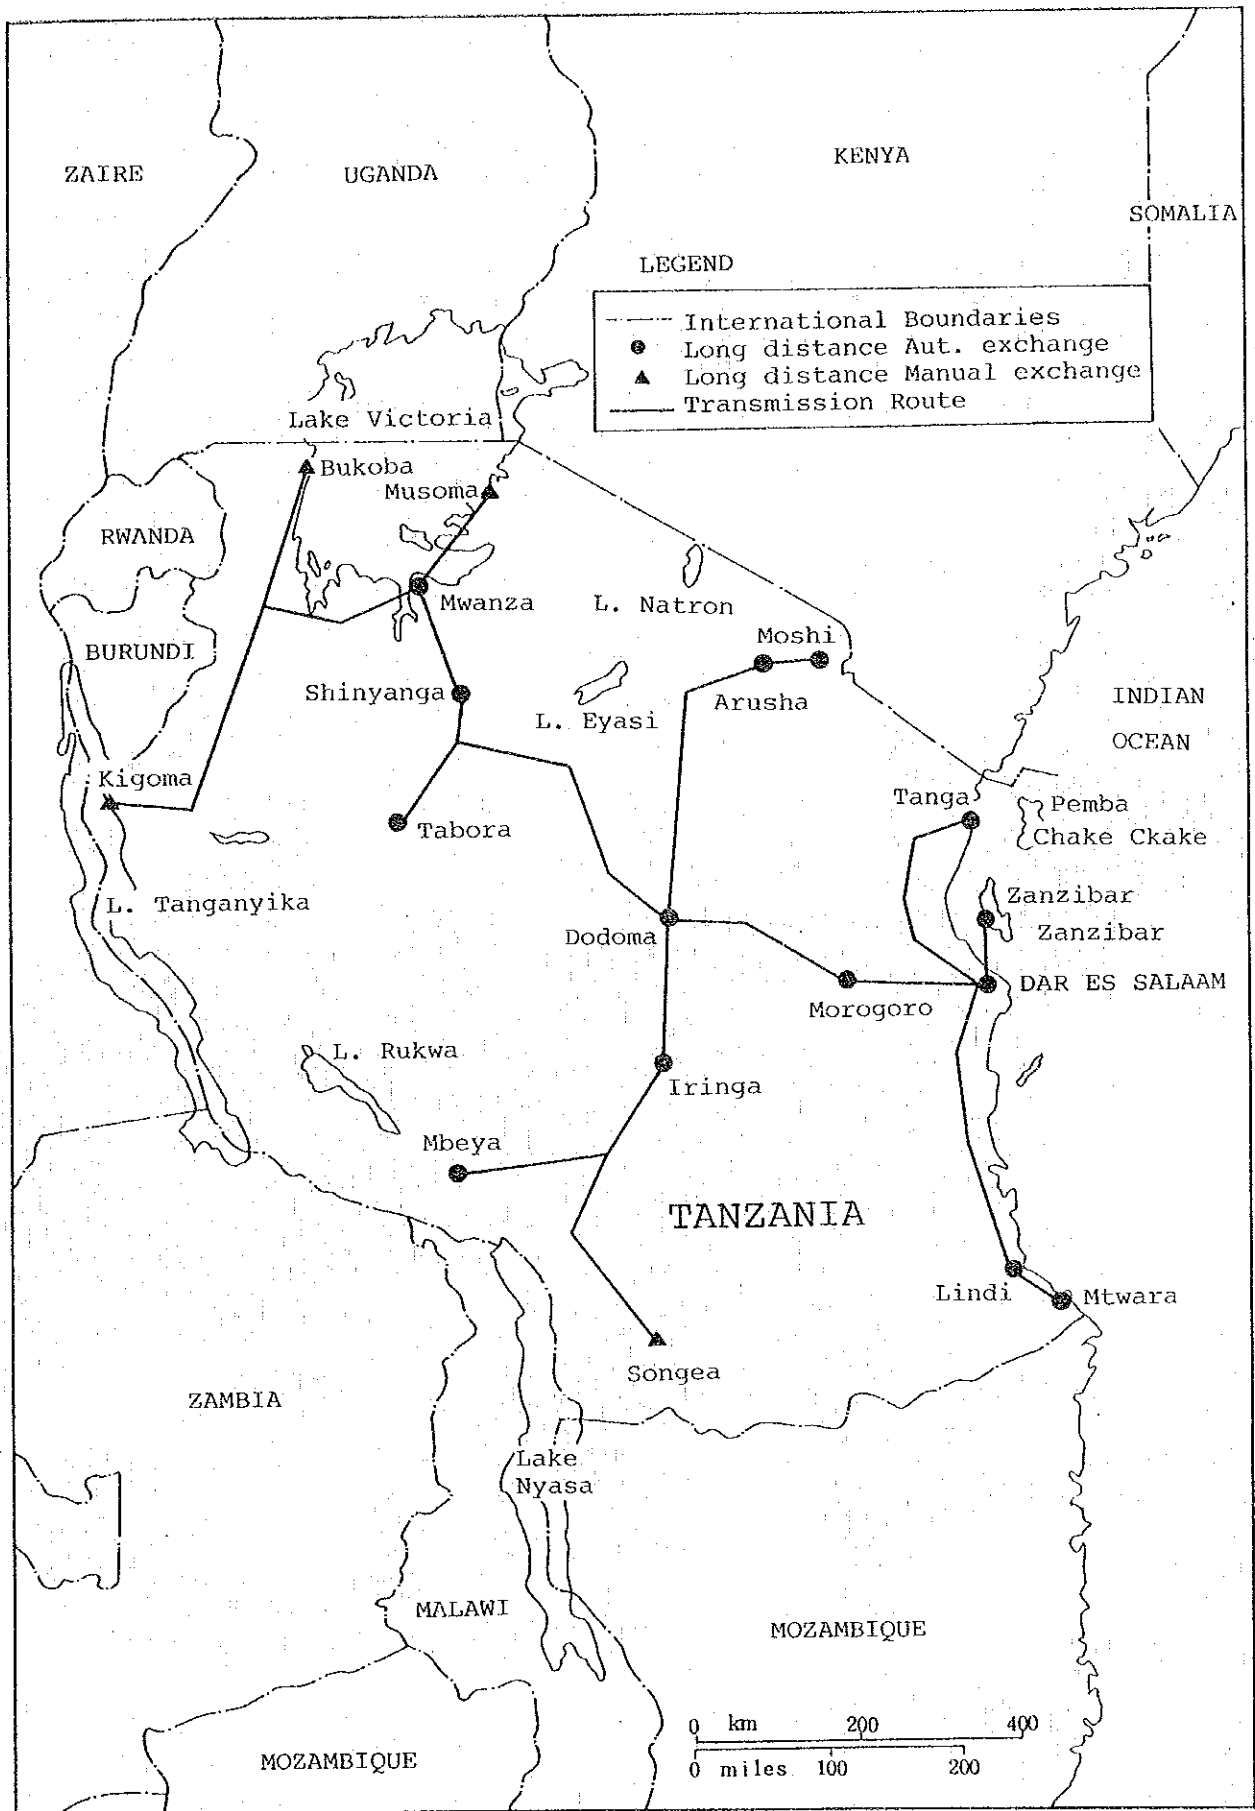 ZAIRE
UGANDA
KENYA
SOMALIA
LEGEND
International Boundaries
Long distance Aut. exchange
Long distance Manual exchange
Transmission Route
Lake Victoria
Bukoba
Musoma
RWANDA
Mwanza
L. Natron
Moshi
BURUNDI
Shinyanga
L. Eyasi
Arusha
INDIAN
OCEAN
Kigoma
Tanga
Pemba
Chake Ckake
Tabora
L. Tanganyika
Zanzibar
Zanzibar
Dodoma
DAR ES SALAAM
Morogoro
L. Rukwa
Iringa
Mbeya
TANZANIA
Lindi
Mtwara
Songea
ZAMBIA
Lake
Nyasa
MALAWI
MOZAMBIQUE
0 km 200 400
0 miles 100 200
MOZAMBIQUE